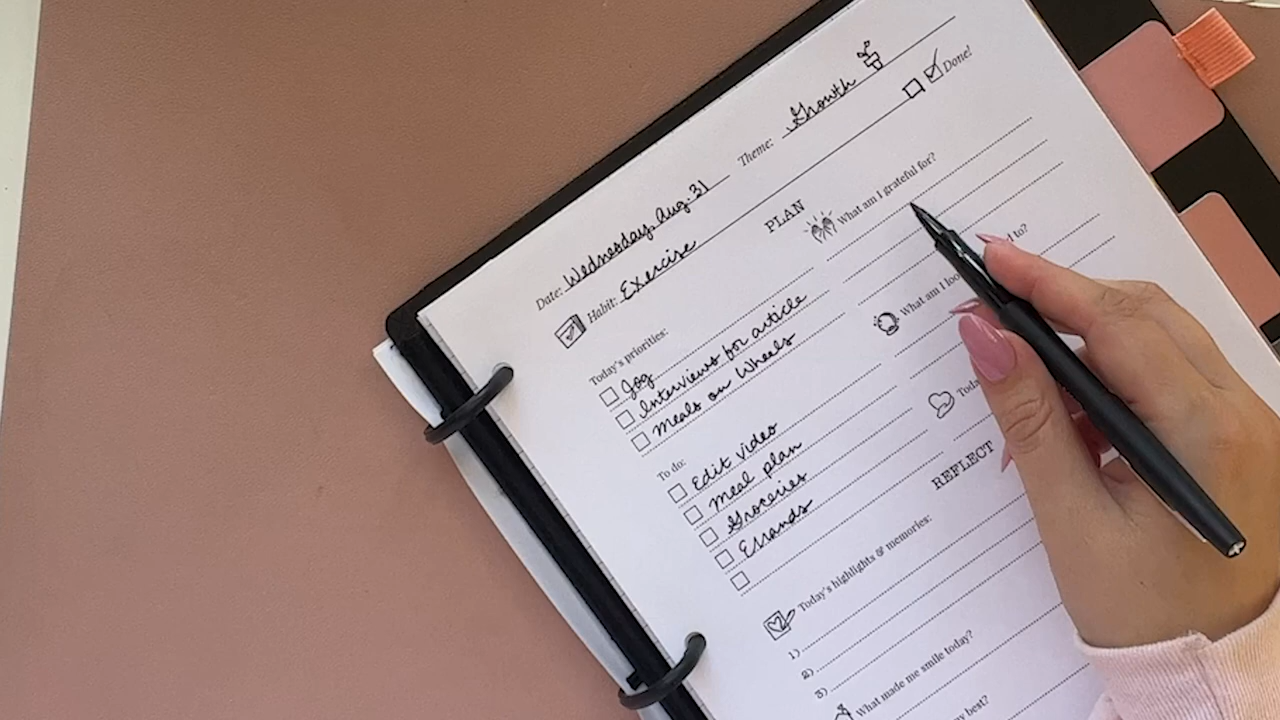 Date: Wednesday, Aug. 31 Theme: Growth
Habit: Exercise Done!
PLAN
Today's priorities:
Jog
Interviews for article
Meals on Wheels
To do:
Edit video
Meal plan
Groceries
Errands
What am I grateful for?
What am I to?
REFLECT
Today's highlights & memories:
1)
2)
3)
What made me smile today?
best?